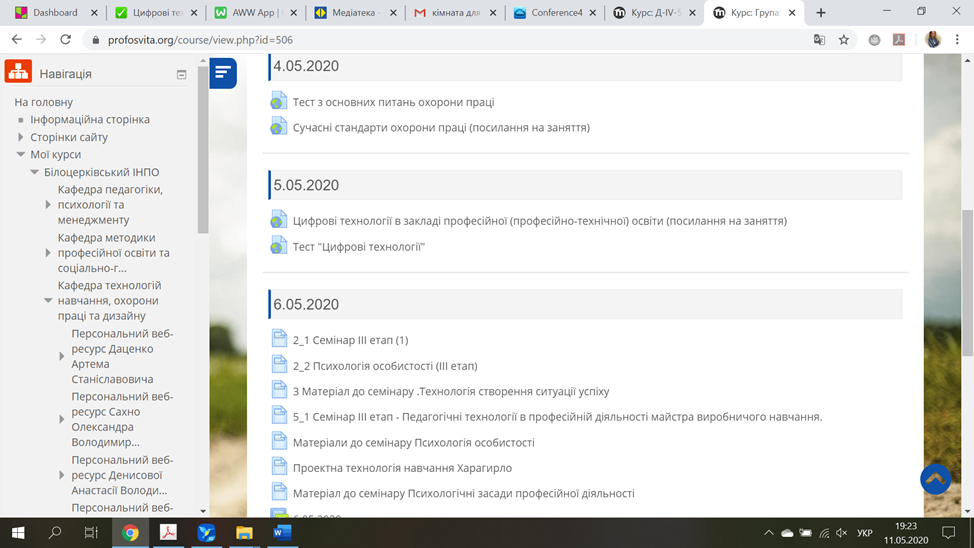 Dashboard
Цифрові те
AWW App |
Медіатека -
кімната для
Conference4
Курс: Д-IV-5
Курс: Група:
profosvita.org/course/view.php?id=506
Навігація
На головну
Інформаційна сторінка
Сторінки сайту
Мої курси
Білоцерківський ІНПО
Кафедра педагогіки,
психології та
менеджменту
Кафедра методики
професійної освіти та
соціально-г...
Кафедра технологій
навчання, охорони
праці та дизайну
Персональний веб-
ресурс Даценко
Артема
Станіславовича
Персональний веб-
ресурс Сахно
Олександра
Володимир...
Персональний веб-
ресурс Денисової
Анастасії Володи...
Персональний веб-
4.05.2020
Тест з основних питань охорони праці
Сучасні стандарти охорони праці (посилання на заняття)
5.05.2020
Цифрові технології в закладі професійної (професійно-технічної) освіти (посилання на заняття)
Тест "Цифрові технології"
6.05.2020
2_1 Семінар ІІІ етап (1)
2_2 Психологія особистості (ІІІ етап)
3 Матеріал до семінару .Технологія створення ситуації успіху
5_1 Семінар ІІІ етап - Педагогічні технології в професійній діяльності майстра виробничого навчання.
Матеріали до семінару Психологія особистості
Проектна технологія навчання Харагирло
Матеріал до семінару Психологічні засади професійної діяльності
6.05.2020
УКР
19:23
11.05.2020